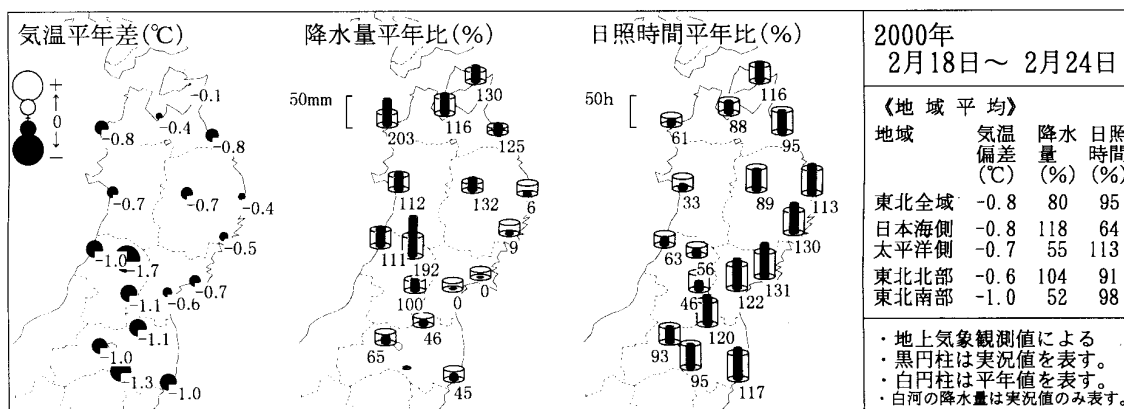 気温平年差(℃)
+
0
-
-0.1
-0.4
-0.8
-0.8
-0.7
-0.7
-0.4
-0.5
-1.0
-1.7
-0.7
-0.6
-1.1
-1.1
-1.0
-1.3
-1.0
降水量平年比(%)
50mm
130
116
203
125
112
132
6
9
111
192
0
0
100
46
65
45
日照時間平年比(%)
50h
116
88
61
95
33
89
113
130
63
56
131
46
122
120
93
95
117
2000年
2月18日～ 2月24日
《地 域 平 均》
地域 気温偏差(℃) 降水量(%) 日照時間(%)
東北全域 -0.8 80 95
日本海側 -0.8 118 64
太平洋側 -0.7 55 113
東北北部 -0.6 104 91
東北南部 -1.0 52 98
・地上気象観測値による
・黒円柱は実況値を表す。
・白円柱は平年値を表す。
・白河の降水量は実況値のみ表す。